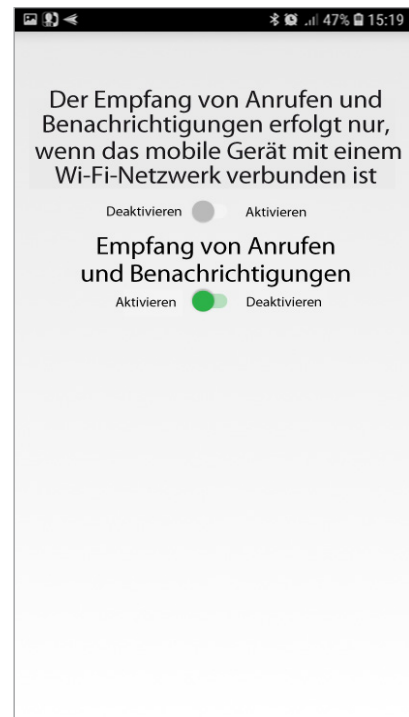 47% 15:19
Der Empfang von Anrufen und
Benachrichtigungen erfolgt nur,
wenn das mobile Gerät mit einem
Wi-Fi-Netzwerk verbunden ist
Deaktivieren Aktivieren
Empfang von Anrufen
und Benachrichtigungen
Aktivieren Deaktivieren